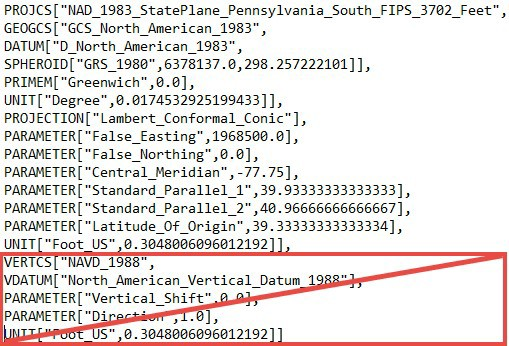 PROJCS["NAD_1983_StatePlane_Pennsylvania_South_FIPS_3702_Feet",
GEOGCS["GCS_North_American_1983",
DATUM["D_North_American_1983",
SPHEROID["GRS_1980",6378137.0,298.257222101]],
PRIMEM["Greenwich",0.0],
UNIT["Degree",0.0174532925199433]],
PROJECTION["Lambert_Conformal_Conic"],
PARAMETER["False_Easting",1968500.0],
PARAMETER["False_Northing",0.0],
PARAMETER["Central_Meridian",-77.75],
PARAMETER["Standard_Parallel_1",39.93333333333333],
PARAMETER["Standard_Parallel_2",40.96666666666667],
PARAMETER["Latitude_Of_Origin",39.33333333333334],
UNIT["Foot_US",0.3048006096012192]],
VERTCS["NAVD_1988",
VDATUM["North_American_Vertical_Datum_1988"],
PARAMETER["Vertical_Shift",0.0],
PARAMETER["Direction",1.0],
UNIT["Foot_US",0.3048006096012192]]